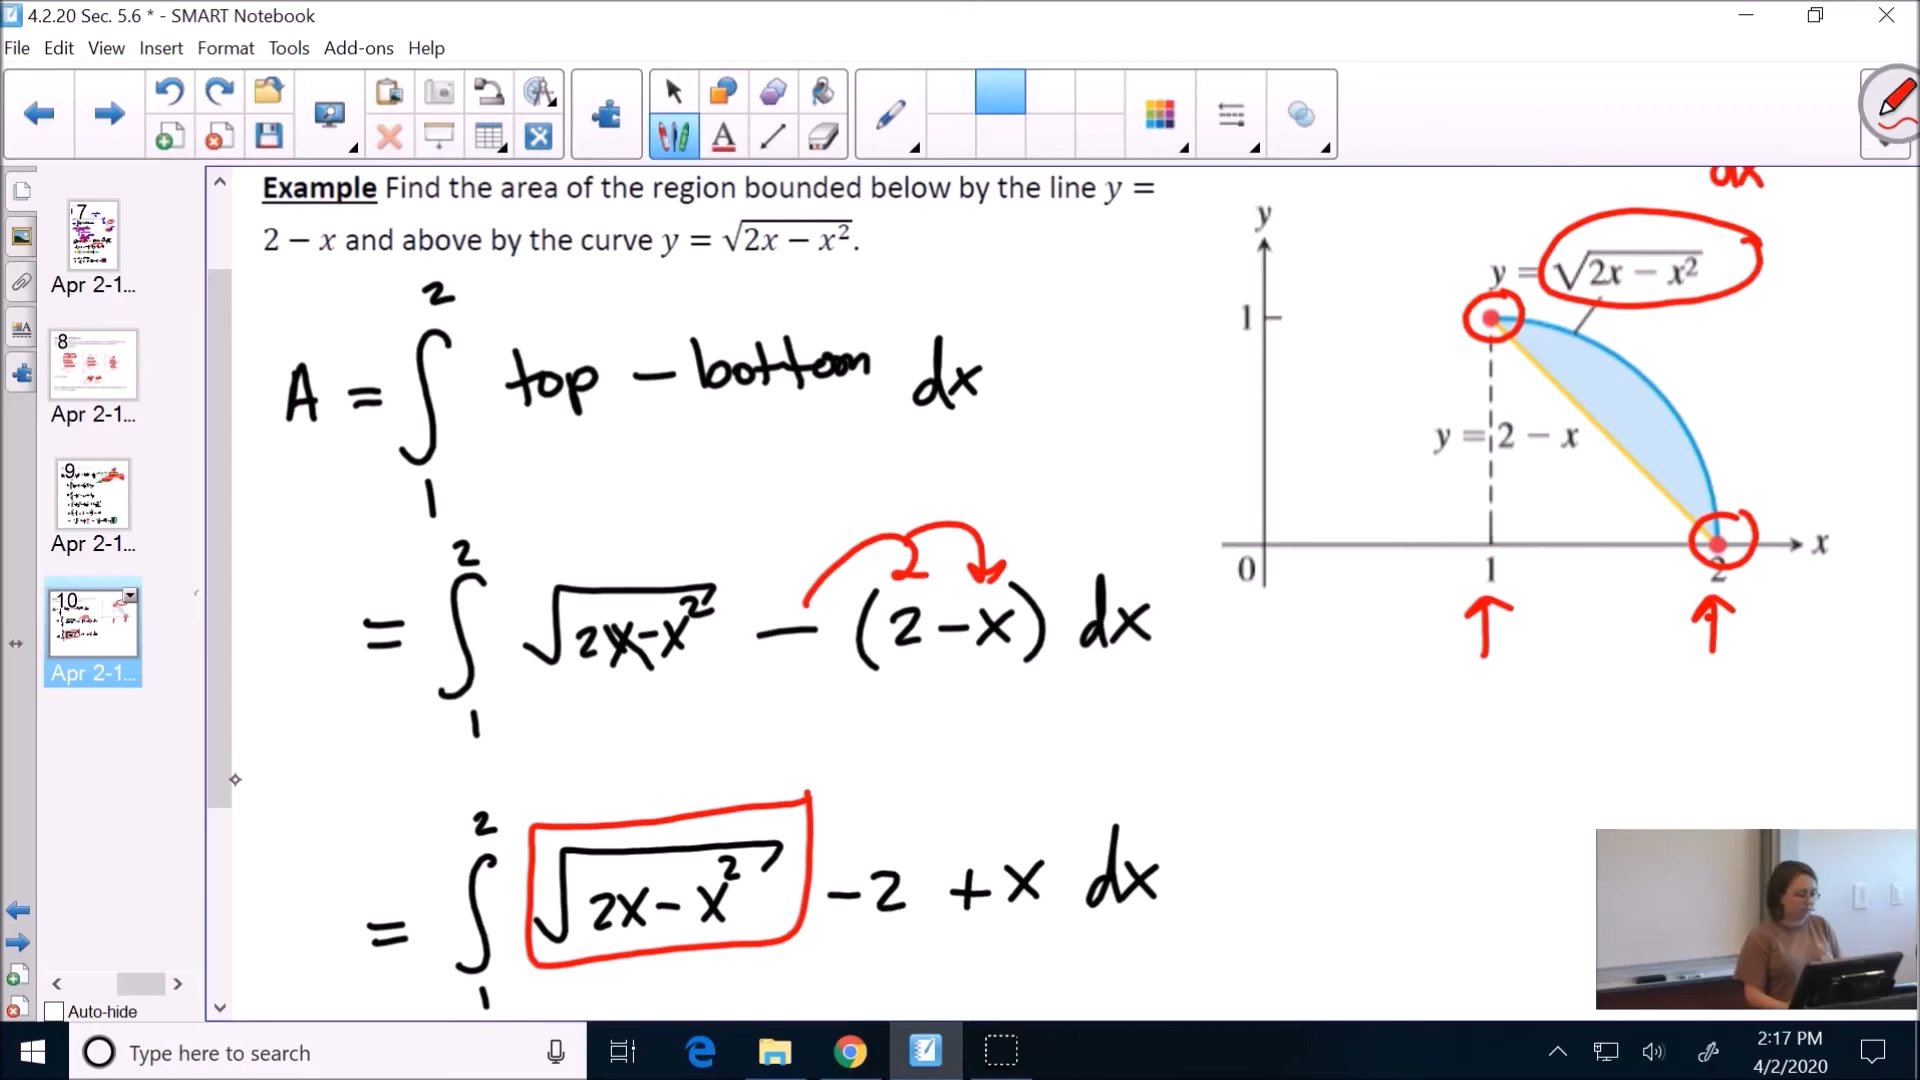 4.2.20 Sec. 5.6 * - SMART Notebook
File Edit View Insert Format Tools Add-ons Help
7
Apr 2-1...
8
Apr 2-1...
9
Apr 2-1...
10
Apr 2-1...
Auto-hide
Example Find the area of the region bounded below by the line y =
2 − x and above by the curve y = √(2x − x²).
A = ∫₁² top − bottom dx
= ∫₁² √(2x−x²) − (2−x) dx
= ∫₁² √(2x−x²) −2 +x dx
dx
y
y = √(2x − x²)
1
y = 2 − x
0 1 2 x
Type here to search
2:17 PM
4/2/2020